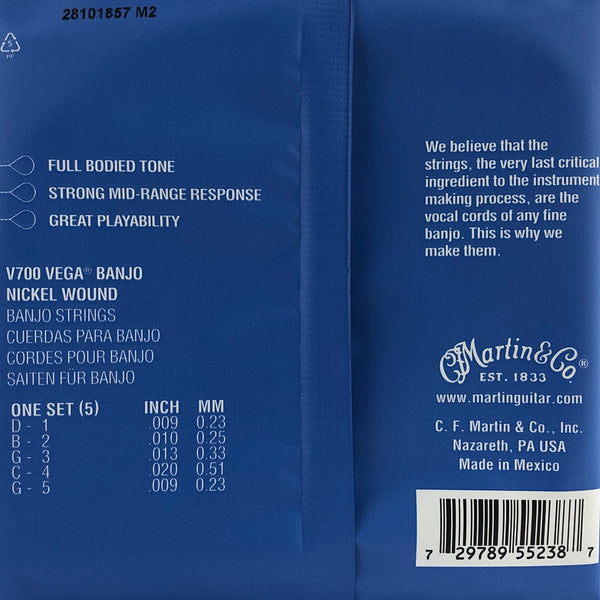 28101857 M2
5
FULL BODIED TONE
STRONG MID-RANGE RESPONSE
GREAT PLAYABILITY
V700 VEGA® BANJO
NICKEL WOUND
BANJO STRINGS
CUERDAS PARA BANJO
CORDES POUR BANJO
SAITEN FÜR BANJO
ONE SET (5) INCH MM
D - 1 .009 0.23
B - 2 .010 0.25
G - 3 .013 0.33
C - 4 .020 0.51
G - 5 .009 0.23
We believe that the
strings, the very last critical
ingredient to the instrument
making process, are the
vocal cords of any fine
banjo. This is why we
make them.
CF Martin & Co.®
EST. 1833
www.martinguitar.com
C. F. Martin & Co., Inc.
Nazareth, PA USA
Made in Mexico
7 29789 55238 7